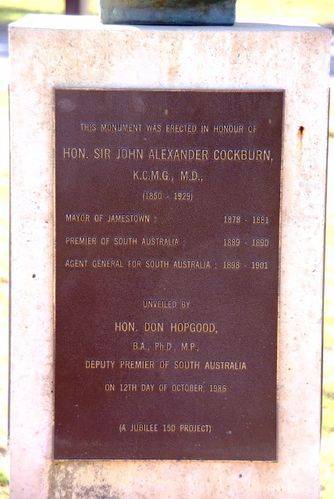 THIS MONUMENT WAS ERECTED IN HONOUR OF
HON. SIR JOHN ALEXANDER COCKBURN,
K.C.M.G., M.D.,
(1850 - 1929)
MAYOR OF JAMESTOWN : 1878 - 1881
PREMIER OF SOUTH AUSTRALIA : 1889 - 1890
AGENT GENERAL FOR SOUTH AUSTRALIA : 1898 - 1901
UNVEILED BY
HON. DON HOPGOOD,
B.A., Ph.D., M.P.,
DEPUTY PREMIER OF SOUTH AUSTRALIA
ON 12TH DAY OF OCTOBER, 1986
(A JUBILEE 150 PROJECT)